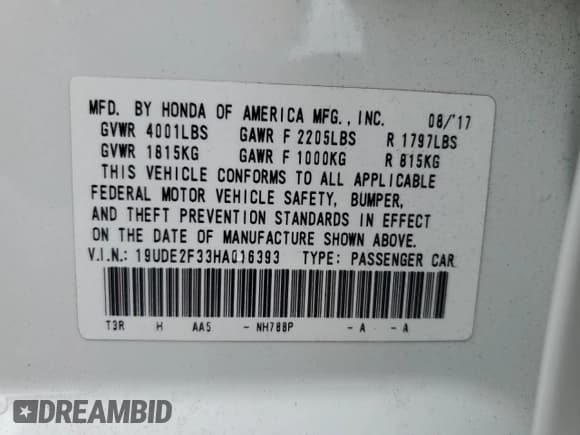 MFD. BY HONDA OF AMERICA MFG., INC. 08/'17
GVWR 4001LBS GAWR F 2205LBS R 1797LBS
GVWR 1815KG GAWR F 1000KG R 815KG
THIS VEHICLE CONFORMS TO ALL APPLICABLE
FEDERAL MOTOR VEHICLE SAFETY, BUMPER,
AND THEFT PREVENTION STANDARDS IN EFFECT
ON THE DATE OF MANUFACTURE SHOWN ABOVE.
V.I.N.: 19UDE2F33HA016393 TYPE: PASSENGER CAR
T3R H AA5 - NH788P - A - A
DREAMBID